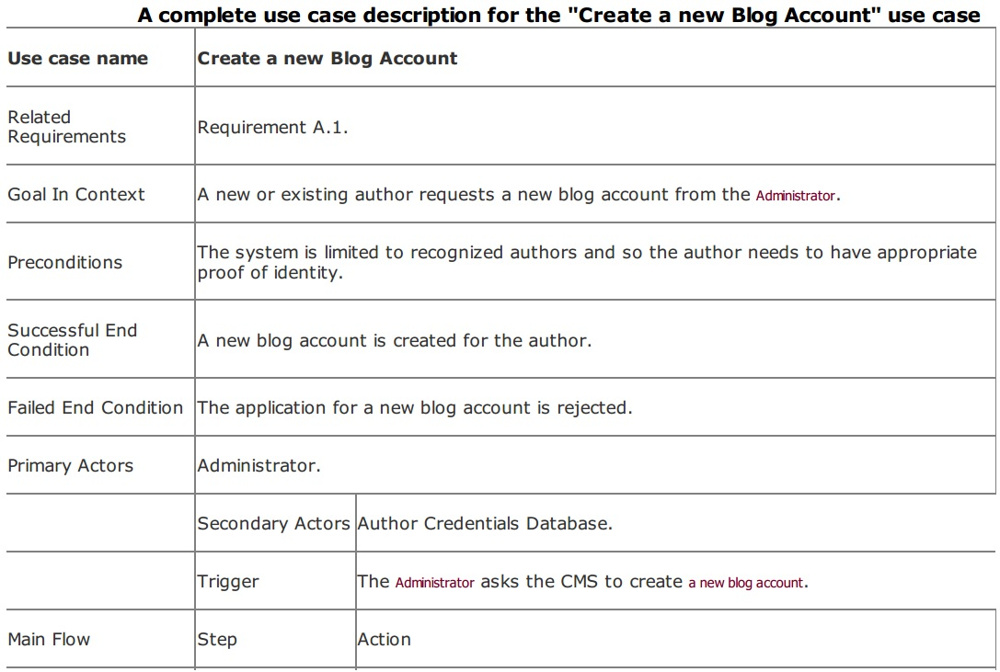 A complete use case description for the "Create a new Blog Account" use case
Use case name
Create a new Blog Account
Related
Requirements
Requirement A.1.
Goal In Context
A new or existing author requests a new blog account from the Administrator.
Preconditions
The system is limited to recognized authors and so the author needs to have appropriate
proof of identity.
Successful End
Condition
A new blog account is created for the author.
Failed End Condition
The application for a new blog account is rejected.
Primary Actors
Administrator.
Secondary Actors
Author Credentials Database.
Trigger
The Administrator asks the CMS to create a new blog account.
Main Flow
Step
Action